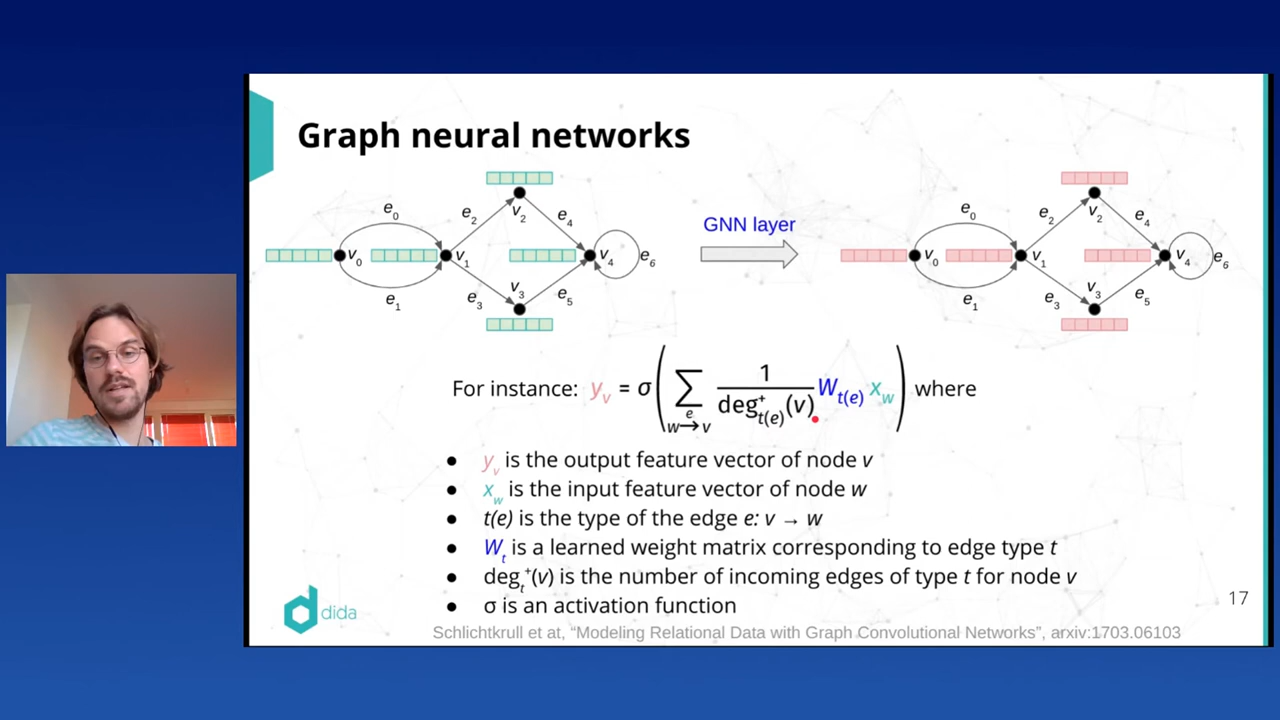 Graph neural networks
e0 e1 e2 e3 e4 e5 e6 v0 v1 v2 v3 v4
GNN layer
e0 e1 e2 e3 e4 e5 e6 v0 v1 v2 v3 v4
For instance: y_v = σ( ∑_{w →^e v} 1/deg^+_{t(e)}(v) W_{t(e)} x_w ) where
● y_v is the output feature vector of node v
● x_w is the input feature vector of node w
● t(e) is the type of the edge e: v → w
● W_t is a learned weight matrix corresponding to edge type t
● deg_t^+(v) is the number of incoming edges of type t for node v
● σ is an activation function
17
dida
Schlichtkrull et at, “Modeling Relational Data with Graph Convolutional Networks”, arxiv:1703.06103